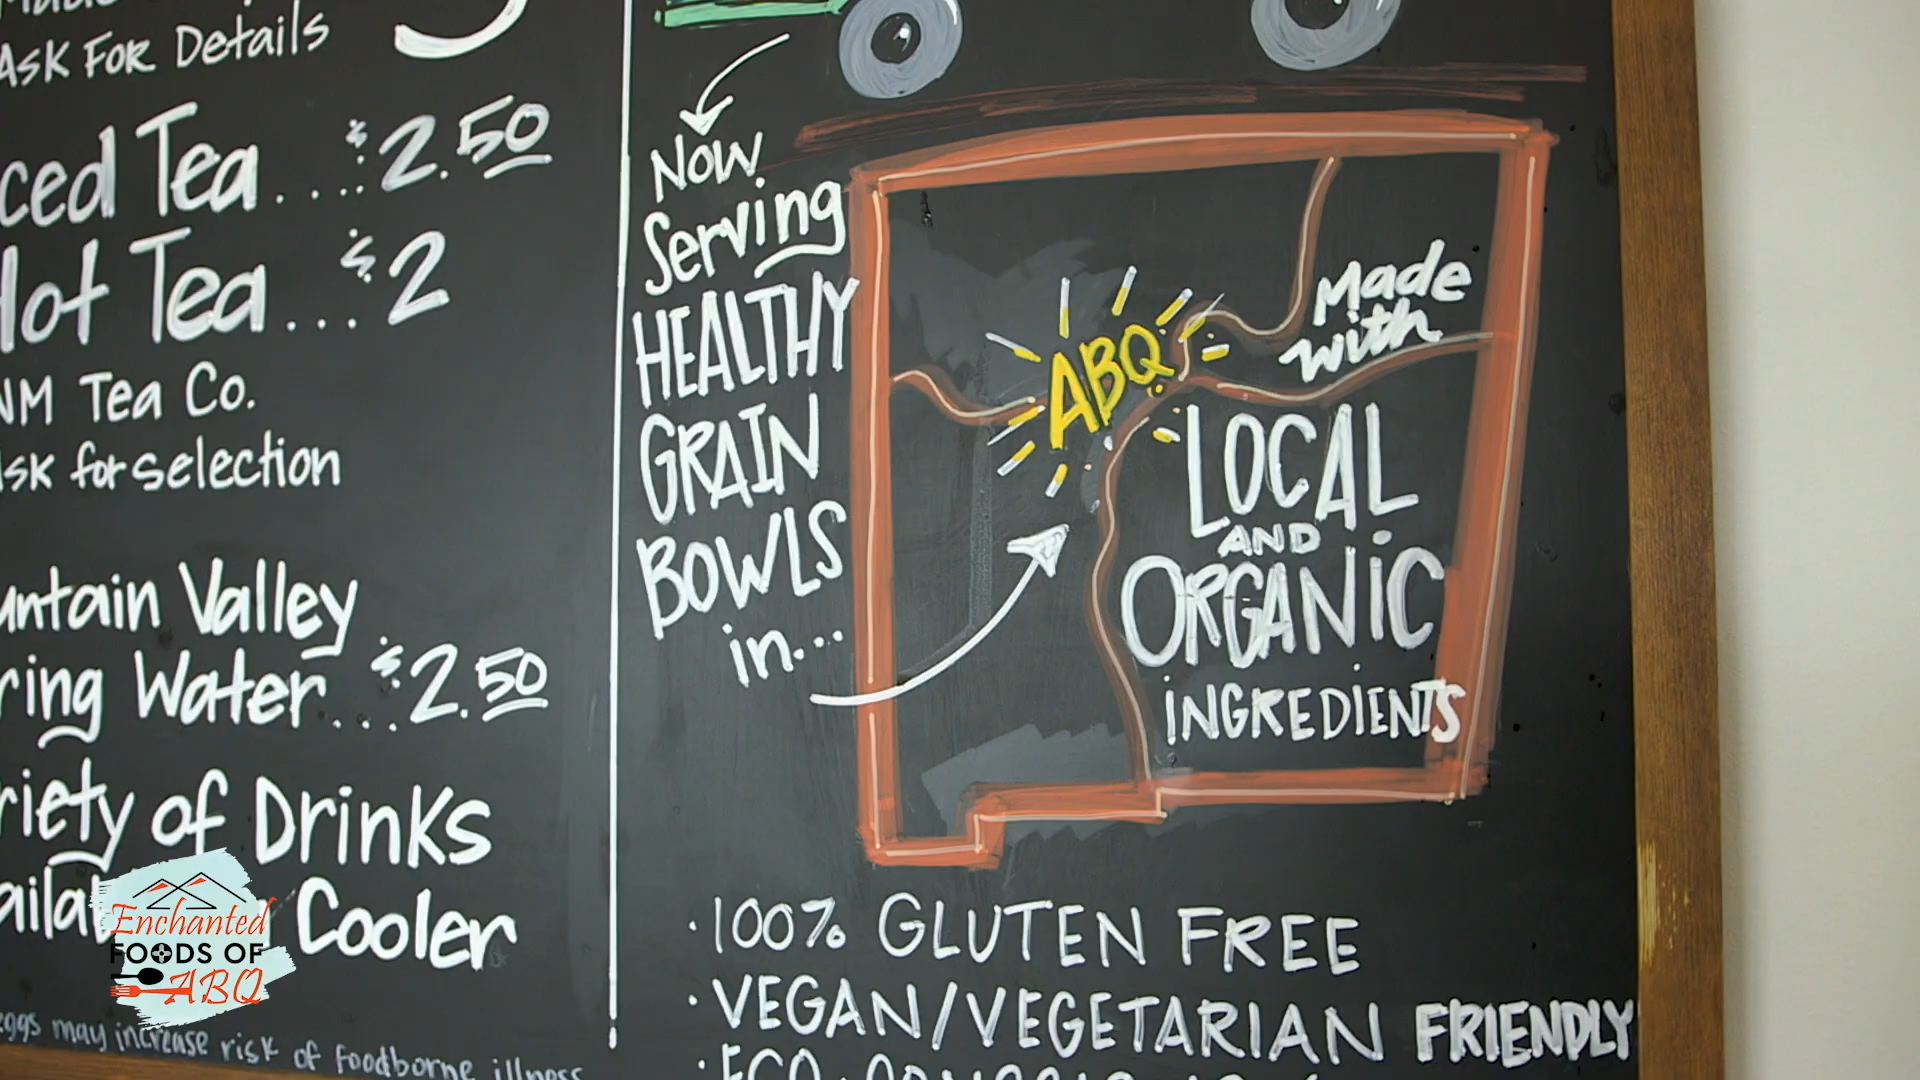 Ask For Details
ced Tea....$2.50
Hot Tea...$2
NM Tea Co.
Ask for selection
untain Valley
ring Water...$2.50
riety of Drinks
Cooler
eggs may increase risk of foodborne illness
Now
Serving
HEALTHY
GRAIN
BOWLS
in...
ABQ
Made
with
LOCAL
AND
ORGANIC
INGREDIENTS
·100% GLUTEN FREE
·VEGAN/VEGETARIAN FRIENDLY
Enchanted
FOODS OF
ABQ